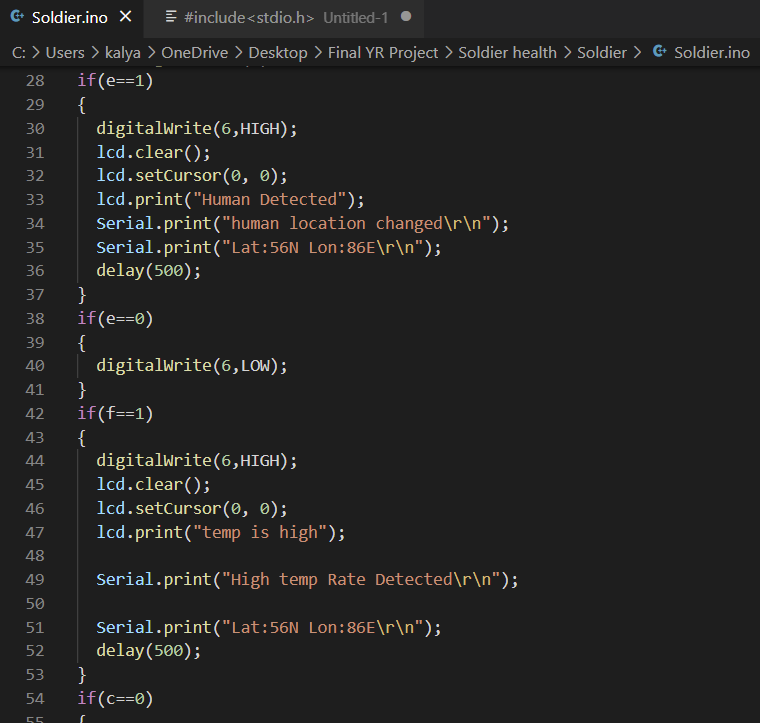 Soldier.ino ✕ #include<stdio.h> Untitled-1 ●
C: > Users > kalya > OneDrive > Desktop > Final YR Project > Soldier health > Soldier > Soldier.ino
28 if(e==1)
29 {
30 digitalWrite(6,HIGH);
31 lcd.clear();
32 lcd.setCursor(0, 0);
33 lcd.print("Human Detected");
34 Serial.print("human location changed\r\n");
35 Serial.print("Lat:56N Lon:86E\r\n");
36 delay(500);
37 }
38 if(e==0)
39 {
40 digitalWrite(6,LOW);
41 }
42 if(f==1)
43 {
44 digitalWrite(6,HIGH);
45 lcd.clear();
46 lcd.setCursor(0, 0);
47 lcd.print("temp is high");
48
49 Serial.print("High temp Rate Detected\r\n");
50
51 Serial.print("Lat:56N Lon:86E\r\n");
52 delay(500);
53 }
54 if(c==0)
55 {